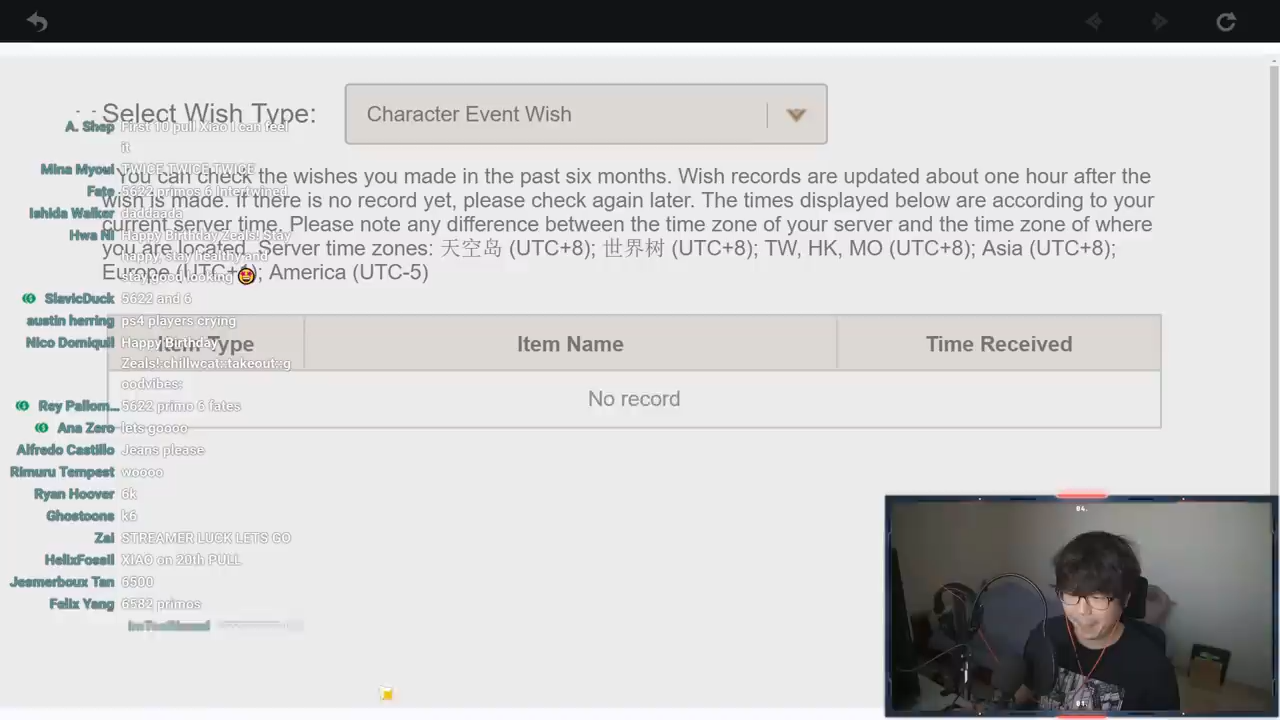 Select Wish Type:
Character Event Wish
You can check the wishes you made in the past six months. Wish records are updated about one hour after the
wish is made. If there is no record yet, please check again later. The times displayed below are according to your
current server time. Please note any difference between the time zone of your server and the time zone of where
you are located. Server time zones: 天空岛 (UTC+8); 世界树 (UTC+8); TW, HK, MO (UTC+8); Asia (UTC+8);
Europe (UTC+1); America (UTC-5)
Item Type
Item Name
Time Received
No record
A. Shep First 10 pull Xiao I can feel
it
Mina Myoui TWICE TWICE TWICE
Fate 5622 primos 6 Intertwined
Ishida Walker daddaada
Hwa Ni Happy Birthday Zeals! Stay
happy, stay healthy and
stay good looking
SlavicDuck 5622 and 6
austin herring ps4 players crying
Nico Domiquil Happy Birthday
Zeals!:chillwcat:takeout::g
oodvibes:
Rey Pallom... 5622 primo 6 fates
Ana Zero lets goooo
Alfredo Castillo Jeans please
Rimuru Tempest woooo
Ryan Hoover 6k
Ghostoons k6
Zai STREAMER LUCK LETS GO
HelixFossil XIAO on 20th PULL
Jesmerboux Tan 6500
Felix Yang 6582 primos